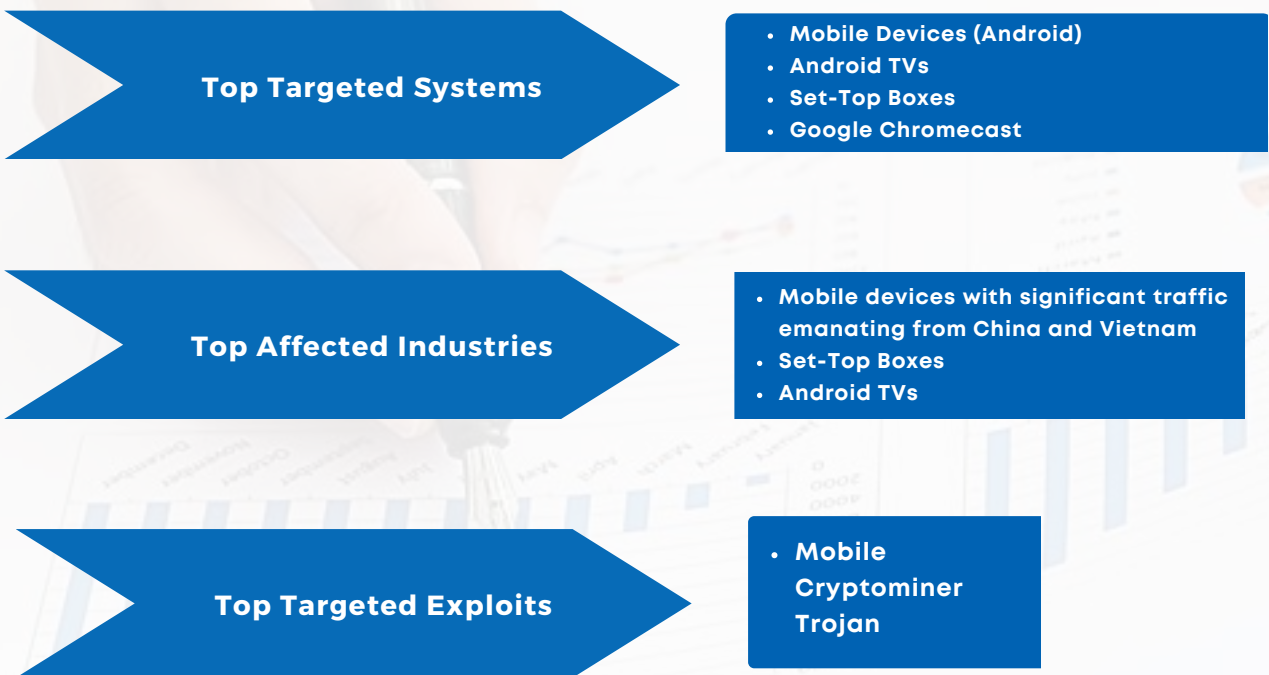 Top Targeted Systems
• Mobile Devices (Android)
• Android TVs
• Set-Top Boxes
• Google Chromecast
Top Affected Industries
• Mobile devices with significant traffic
emanating from China and Vietnam
• Set-Top Boxes
• Android TVs
Top Targeted Exploits
• Mobile
Cryptominer
Trojan